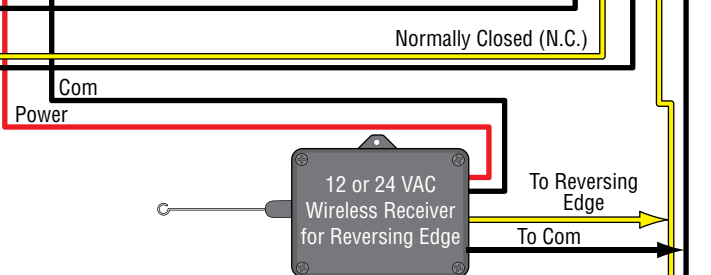 Normally Closed (N.C.)
Com
Power
12 or 24 VAC
Wireless Receiver
for Reversing Edge
To Reversing
Edge
To Com